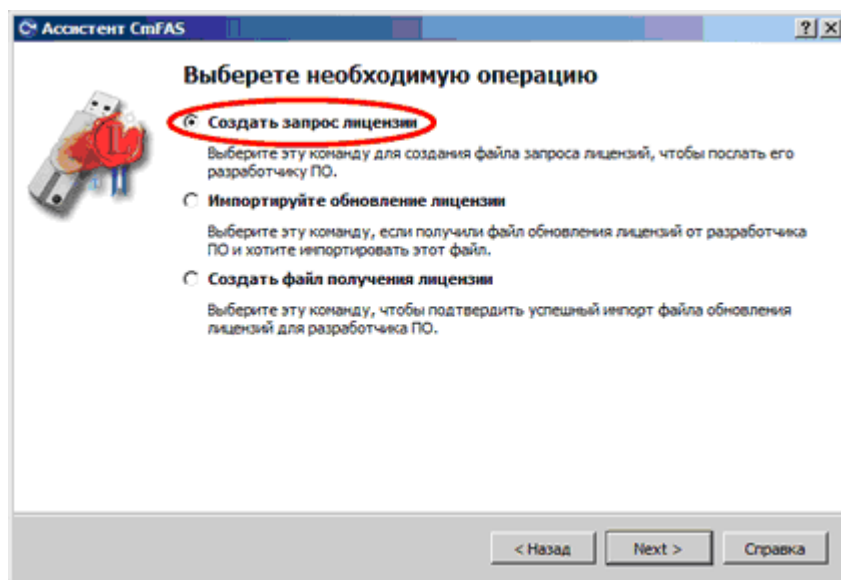 Ассистент CmFAS
Выберете необходимую операцию
Создать запрос лицензии
Выберите эту команду для создания файла запроса лицензий, чтобы послать его
разработчику ПО.
Импортируйте обновление лицензии
Выберите эту команду, если получили файл обновления лицензий от разработчика
ПО и хотите импортировать этот файл.
Создать файл получения лицензии
Выберите эту команду, чтобы подтвердить успешный импорт файла обновления
лицензий для разработчика ПО.
< Назад
Next >
Справка